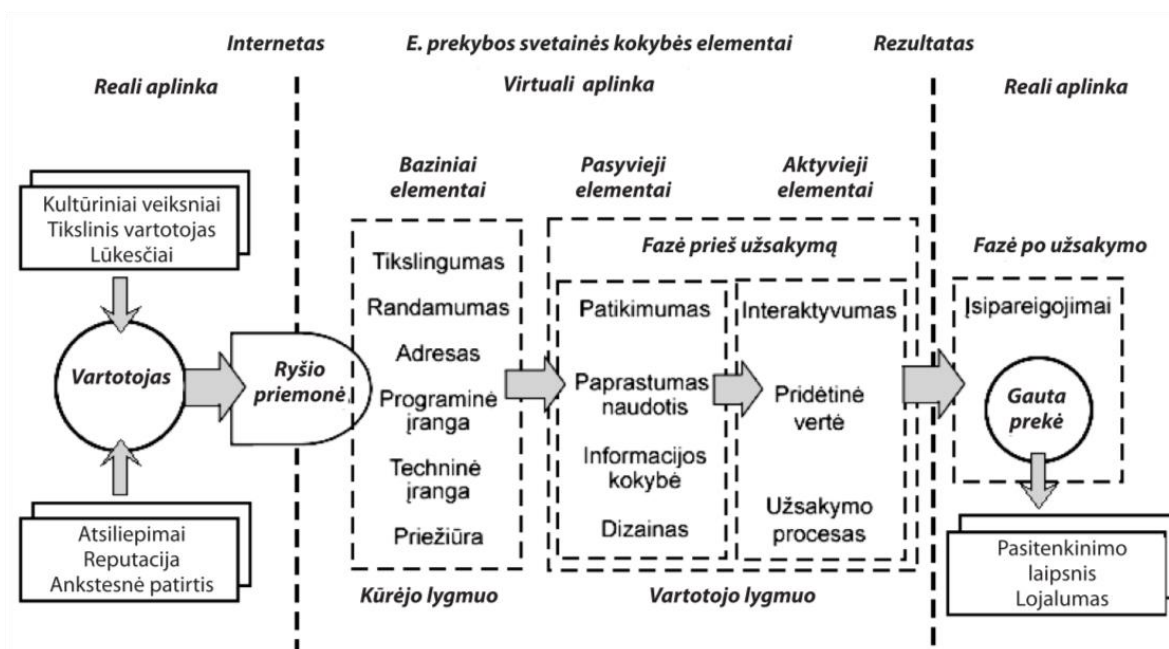 Internetas
E. prekybos svetainės kokybės elementai
Rezultatas
Reali aplinka
Virtuali aplinka
Reali aplinka
Kultūriniai veiksniai
Tikslinis vartotojas
Lūkesčiai
Vartotojas
Atsiliepimai
Reputacija
Ankstesnė patirtis
Ryšio
priemonė
Baziniai
elementai
Tikslingumas
Randamumas
Adresas
Programinė
įranga
Techninė
įranga
Priežiūra
Kūrėjo lygmuo
Pasyvieji
elementai
Aktyvieji
elementai
Fazė prieš užsakymą
Patikimumas
Paprastumas
naudotis
Informacijos
kokybė
Dizainas
Interaktyvumas
Pridėtinė
vertė
Užsakymo
procesas
Vartotojo lygmuo
Fazė po užsakymo
Įsipareigojimai
Gauta
prekė
Pasitenkinimo
laipsnis
Lojalumas